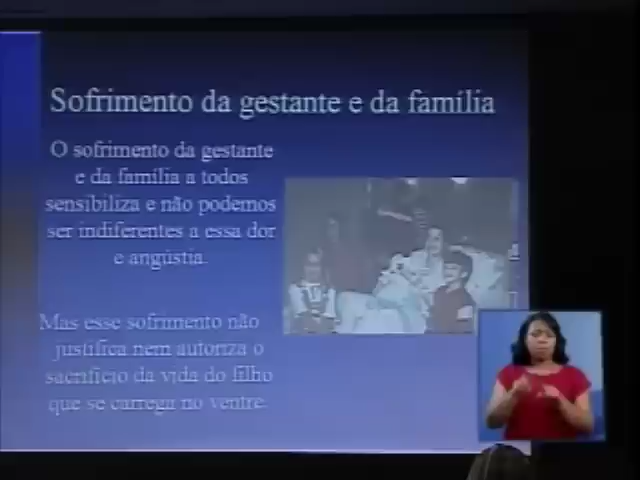 Sofrimento da gestante e da família
O sofrimento da gestante
e da família a todos
sensibiliza e não podemos
ser indiferentes a essa dor
e angústia.
Mas esse sofrimento não
justifica nem autoriza o
sacrifício da vida do filho
que se carrega no ventre.